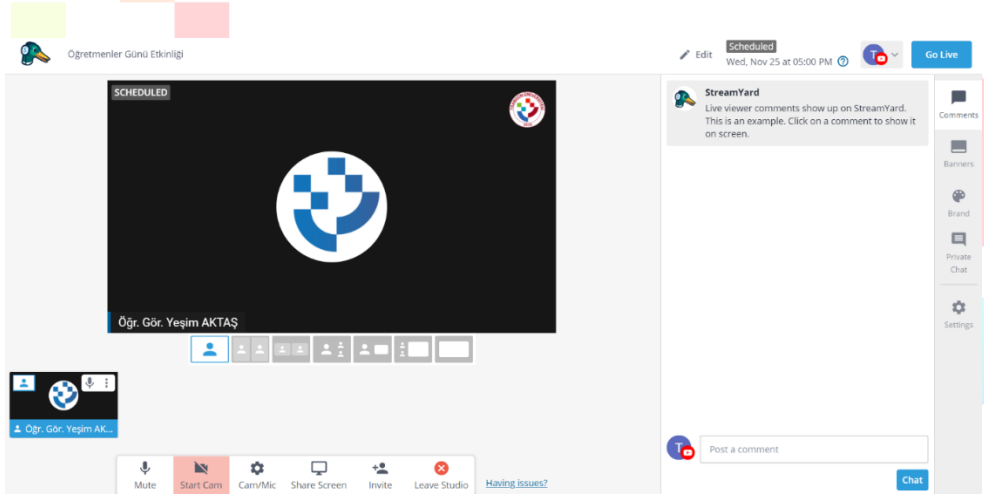 Öğretmenler Günü Etkinliği
Edit
Scheduled
Wed, Nov 25 at 05:00 PM
T
Go Live
SCHEDULED
Öğr. Gör. Yeşim AKTAŞ
Öğr. Gör. Yeşim AK...
Mute
Start Cam
Cam/Mic
Share Screen
Invite
Leave Studio
Having issues?
StreamYard
Live viewer comments show up on StreamYard.
This is an example. Click on a comment to show it
on screen.
T
Post a comment
Chat
Comments
Banners
Brand
Private
Chat
Settings